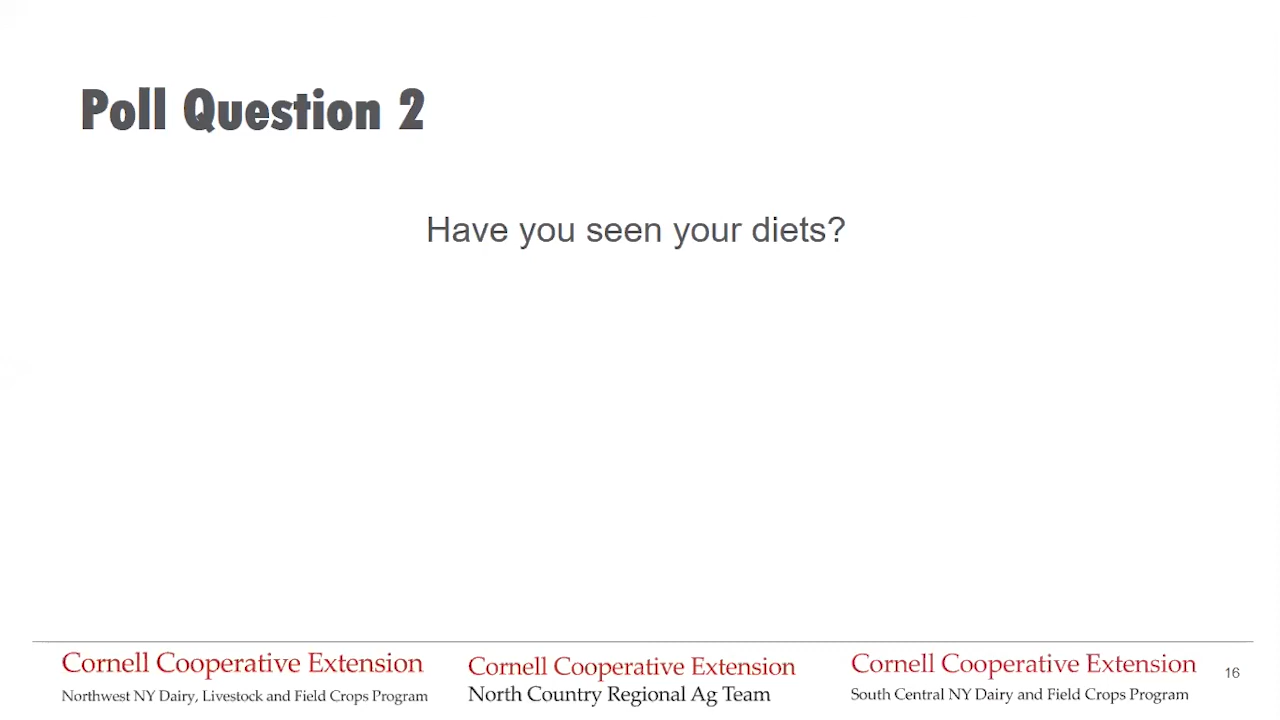 Poll Question 2
Have you seen your diets?
Cornell Cooperative Extension
Northwest NY Dairy, Livestock and Field Crops Program
Cornell Cooperative Extension
North Country Regional Ag Team
Cornell Cooperative Extension
South Central NY Dairy and Field Crops Program
16